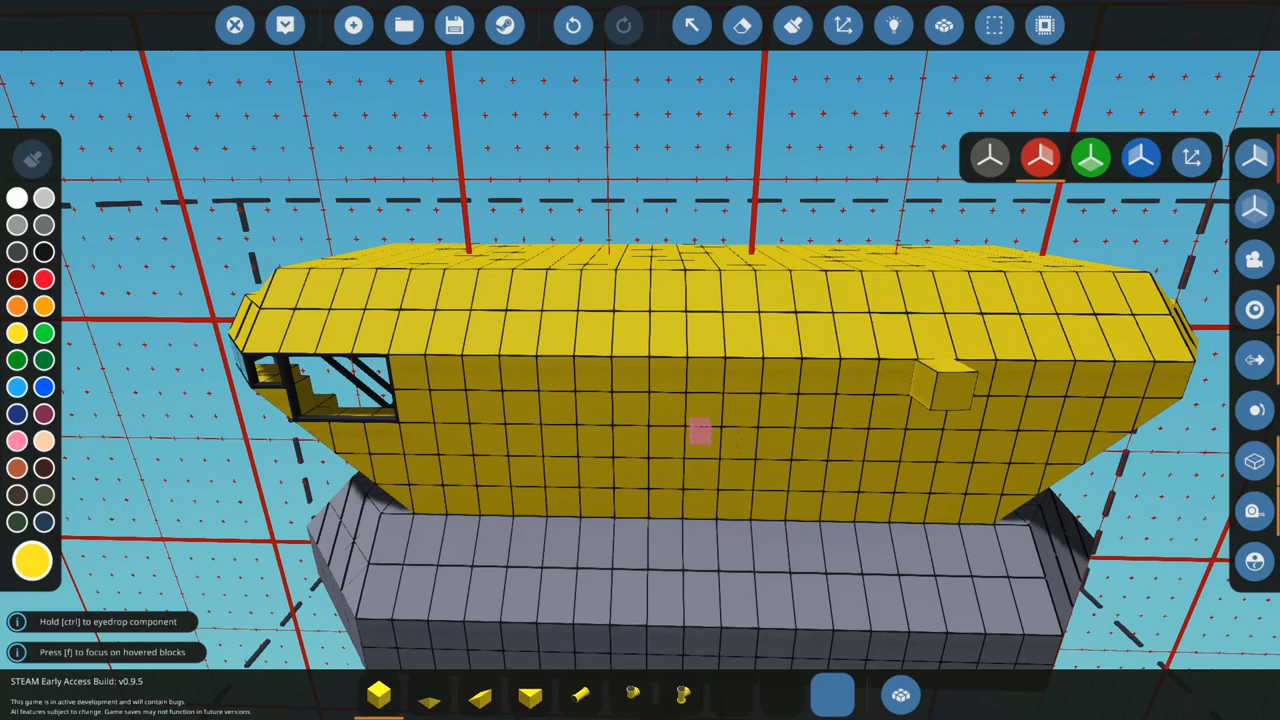 Hold [ctrl] to eyedrop component
Press [f] to focus on hovered blocks
STEAM Early Access Build: v0.9.5
This game is in active development and will contain bugs.
All features subject to change. Game saves may not function in future versions.